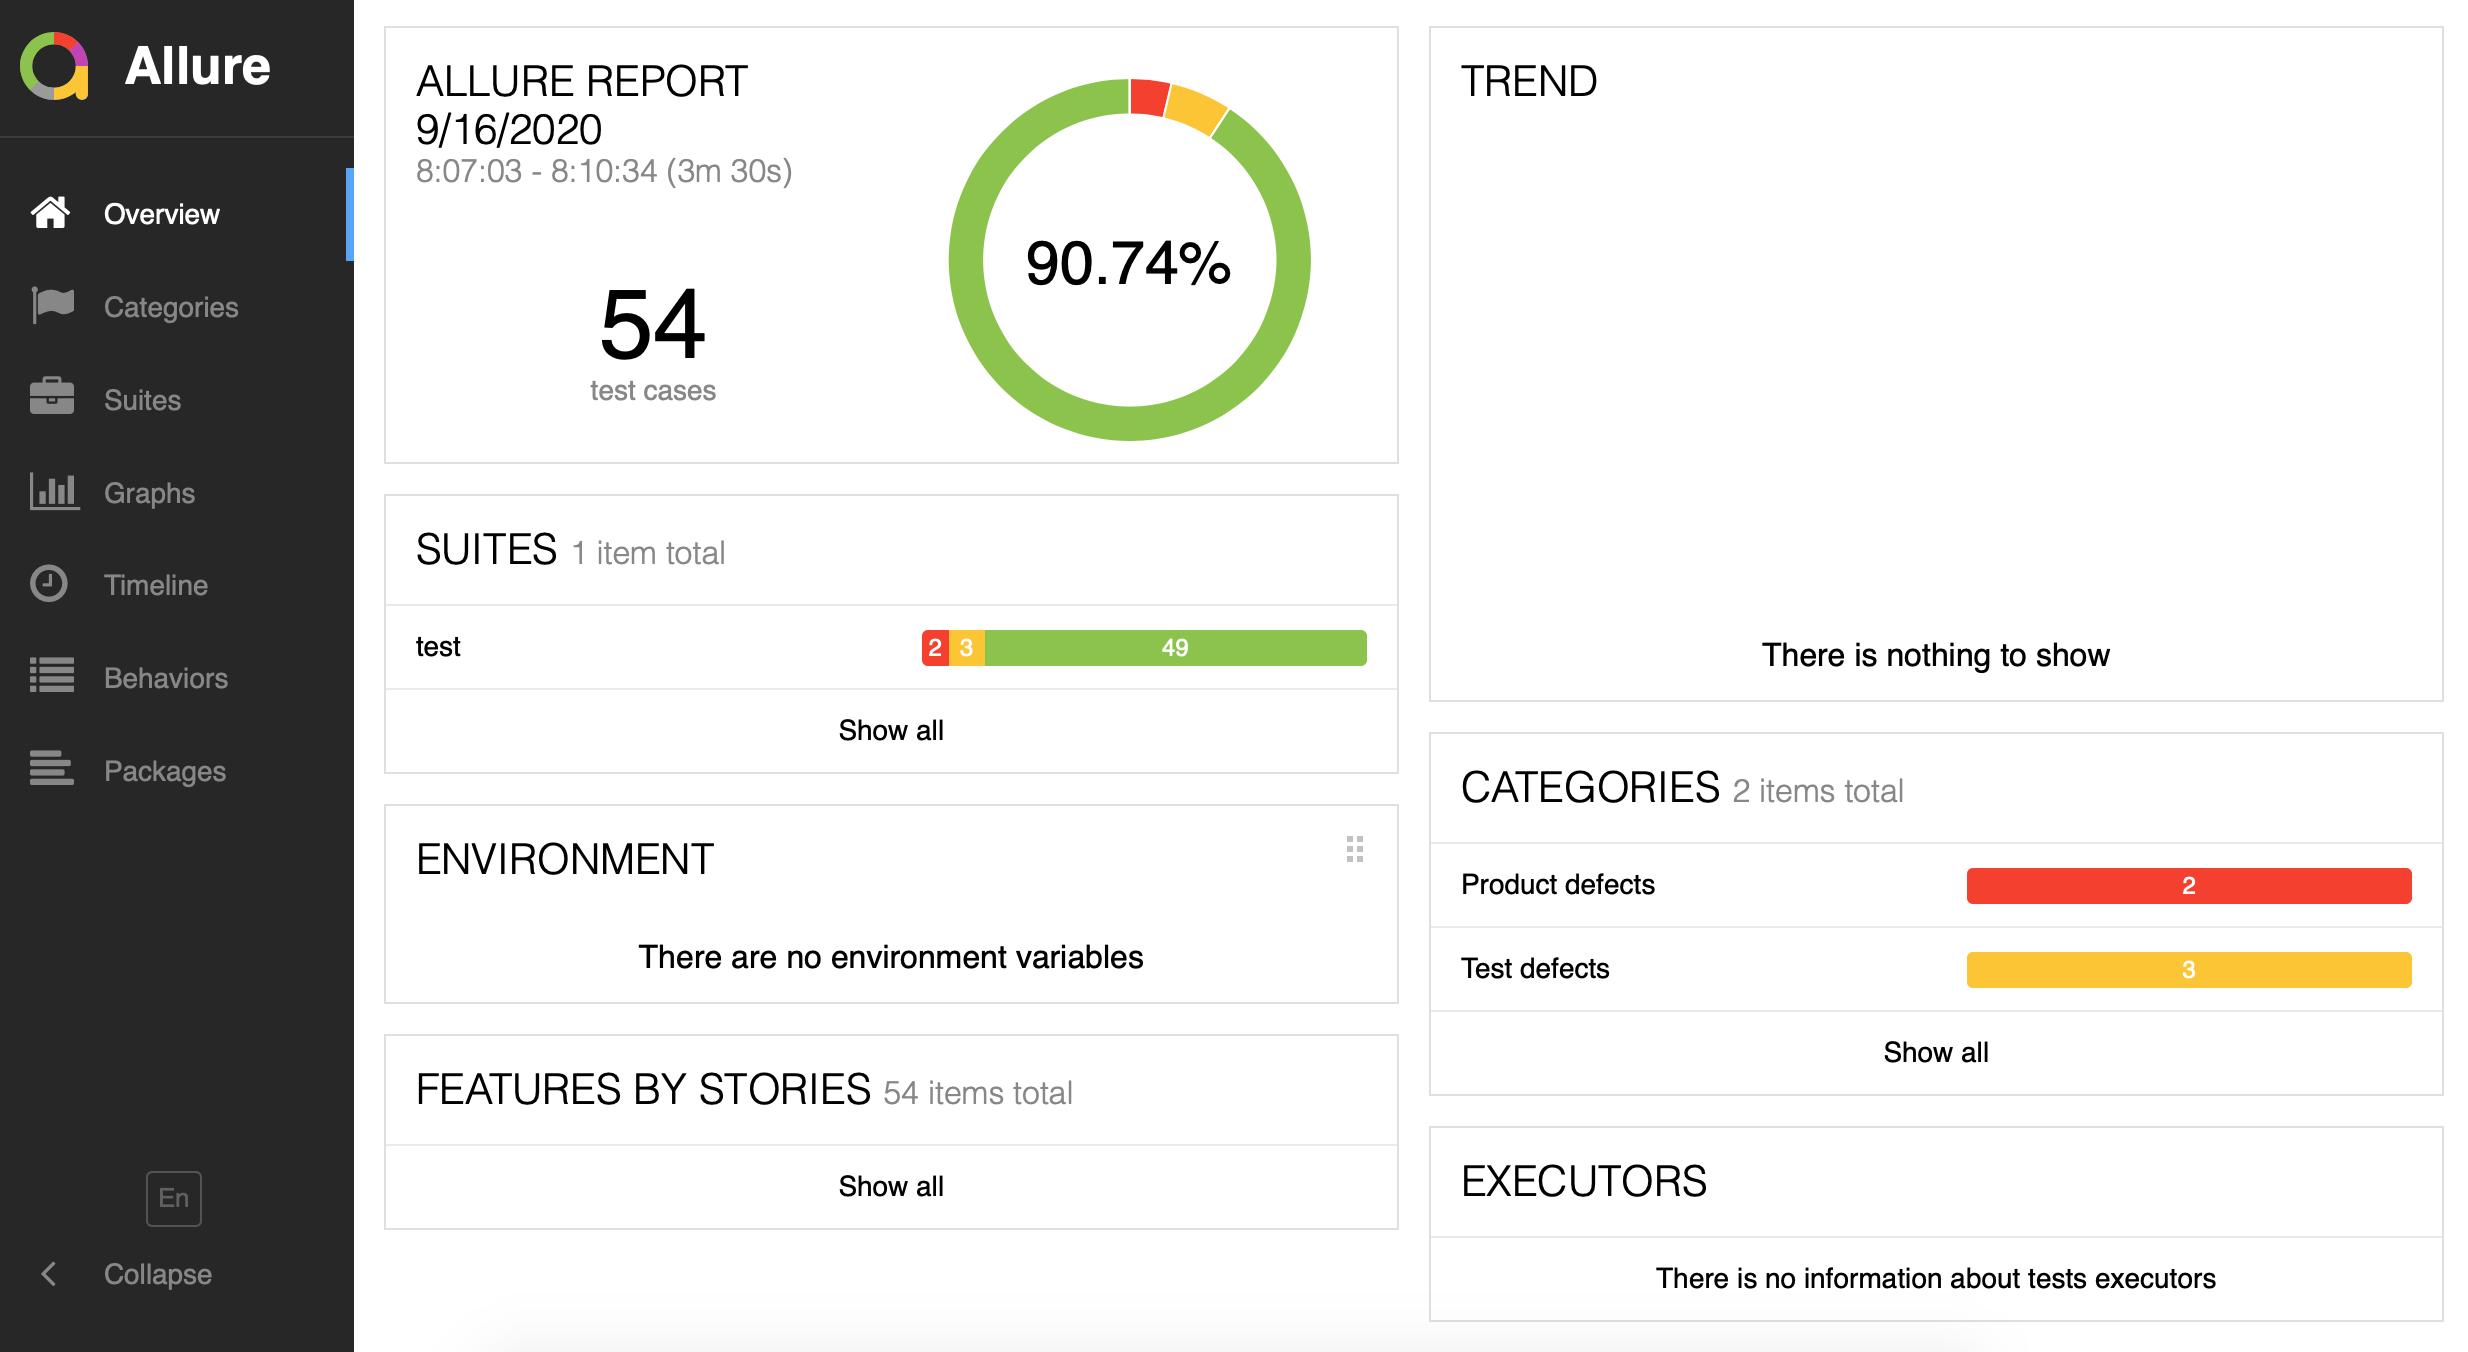 Allure
Overview
Categories
Suites
Graphs
Timeline
Behaviors
Packages
En
Collapse
ALLURE REPORT
9/16/2020
8:07:03 - 8:10:34 (3m 30s)
54
test cases
90.74%
SUITES 1 item total
test 2 3 49
Show all
ENVIRONMENT
There are no environment variables
FEATURES BY STORIES 54 items total
Show all
TREND
There is nothing to show
CATEGORIES 2 items total
Product defects 2
Test defects 3
Show all
EXECUTORS
There is no information about tests executors